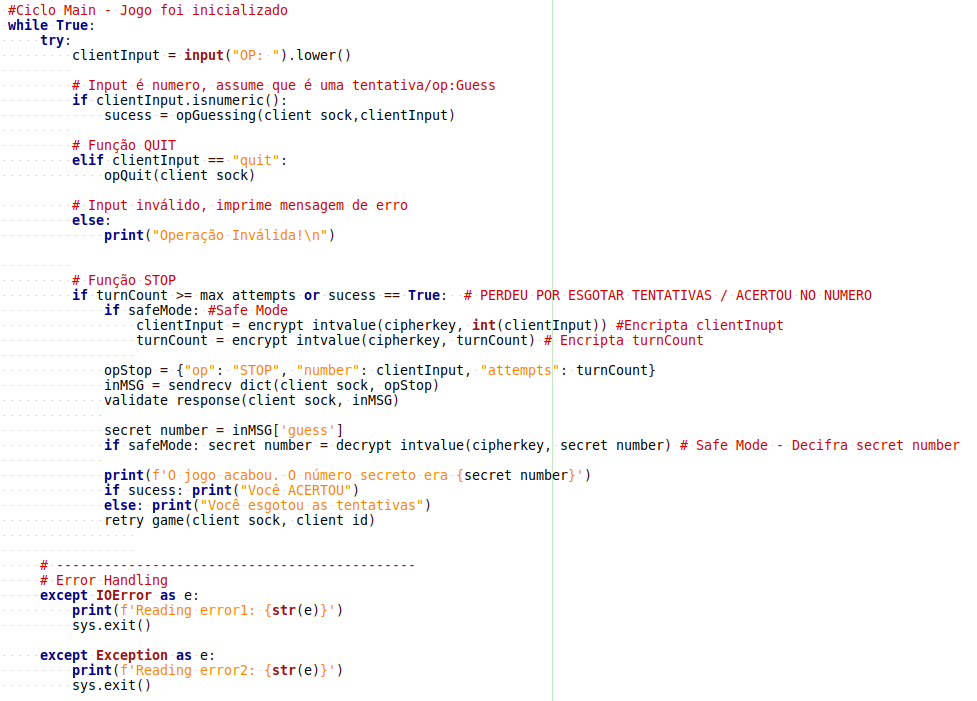 #Ciclo Main - Jogo foi inicializado
while True:
    try:
        clientInput = input("OP: ").lower()
        # Input é numero, assume que é uma tentativa/op:Guess
        if clientInput.isnumeric():
            sucess = opGuessing(client sock,clientInput)
        # Função QUIT
        elif clientInput == "quit":
            opQuit(client sock)
        # Input inválido, imprime mensagem de erro
        else:
            print("Operação Inválida!\n")
        # Função STOP
        if turnCount >= max attempts or sucess == True:  # PERDEU POR ESGOTAR TENTATIVAS / ACERTOU NO NUMERO
            if safeMode: #Safe Mode
                clientInput = encrypt intvalue(cipherkey, int(clientInput)) #Encripta clientInupt
                turnCount = encrypt intvalue(cipherkey, turnCount) # Encripta turnCount
            opStop = {"op": "STOP", "number": clientInput, "attempts": turnCount}
            inMSG = sendrecv dict(client sock, opStop)
            validate response(client sock, inMSG)
            secret number = inMSG['guess']
            if safeMode: secret number = decrypt intvalue(cipherkey, secret number) # Safe Mode - Decifra secret number
            print(f'O jogo acabou. O número secreto era {secret number}')
            if sucess: print("Você ACERTOU")
            else: print("Você esgotou as tentativas")
            retry game(client sock, client id)
    # ---------------------------------------------
    # Error Handling
    except IOError as e:
        print(f'Reading error1: {str(e)}')
        sys.exit()
    except Exception as e:
        print(f'Reading error2: {str(e)}')
        sys.exit()